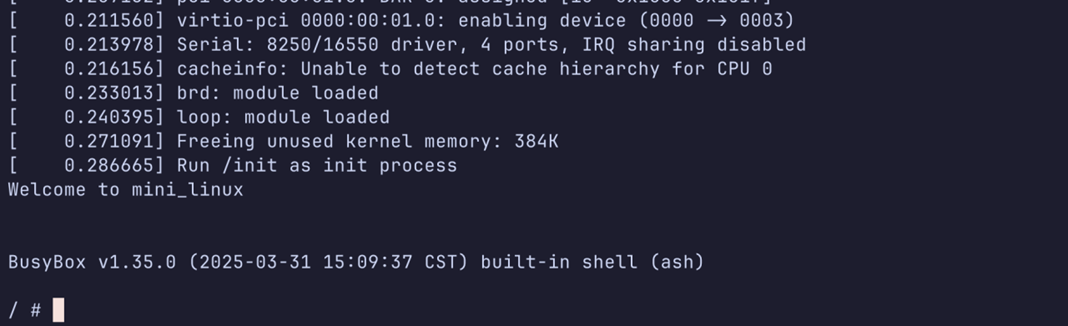 [    0.211560] virtio-pci 0000:00:01.0: enabling device (0000 -> 0003)
[    0.213978] Serial: 8250/16550 driver, 4 ports, IRQ sharing disabled
[    0.216156] cacheinfo: Unable to detect cache hierarchy for CPU 0
[    0.233013] brd: module loaded
[    0.240395] loop: module loaded
[    0.271091] Freeing unused kernel memory: 384K
[    0.286665] Run /init as init process
Welcome to mini_linux
BusyBox v1.35.0 (2025-03-31 15:09:37 CST) built-in shell (ash)
/ #